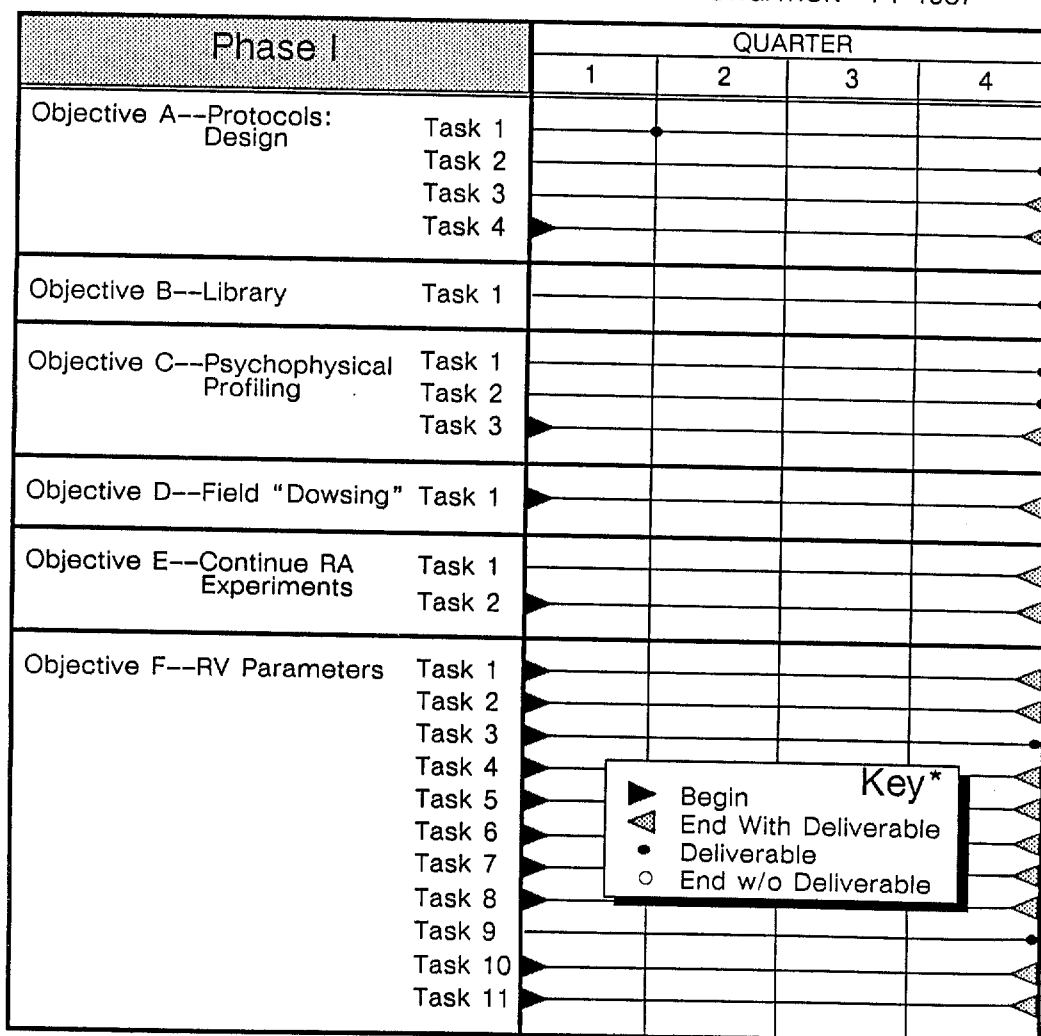 FY 1987
Phase I
QUARTER
1 2 3 4
Objective A--Protocols: Task 1
Design
Task 2
Task 3
Task 4
Objective B--Library Task 1
Objective C--Psychophysical Task 1
Profiling Task 2
Task 3
Objective D--Field "Dowsing" Task 1
Objective E--Continue RA Task 1
Experiments
Task 2
Objective F--RV Parameters Task 1
Task 2
Task 3
Task 4
Task 5
Task 6
Task 7
Task 8
Task 9
Task 10
Task 11
Key*
Begin
End With Deliverable
Deliverable
End w/o Deliverable